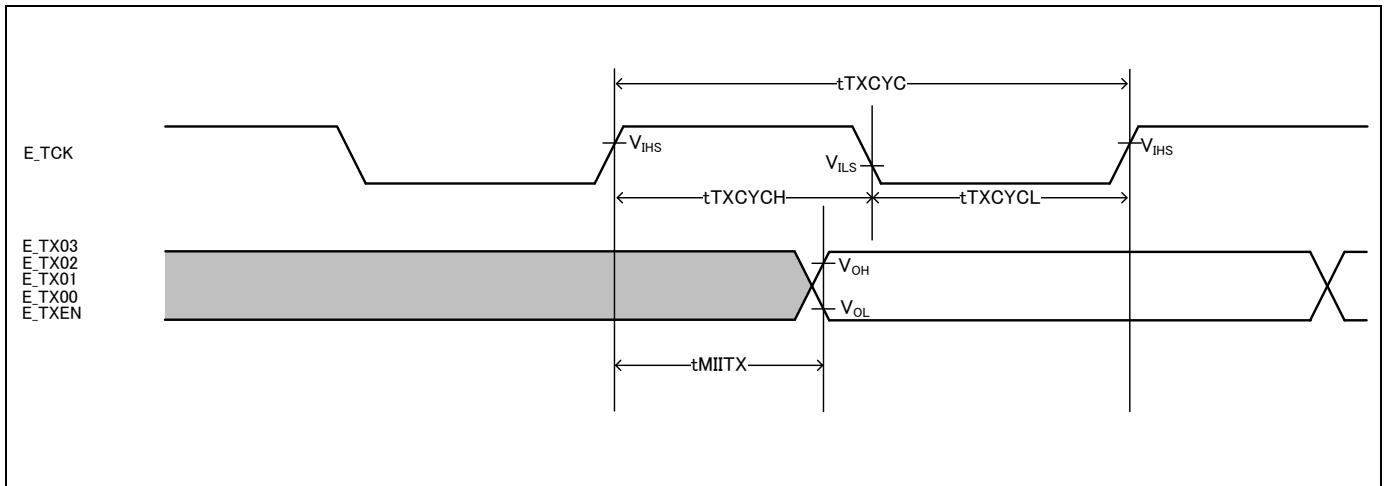 tTXCYC
E_TCK
VIHS
VILS
VIHS
tTXCYCH
tTXCYCL
E_TX03
E_TX02
E_TX01
E_TX00
E_TXEN
VOH
VOL
tMIITX